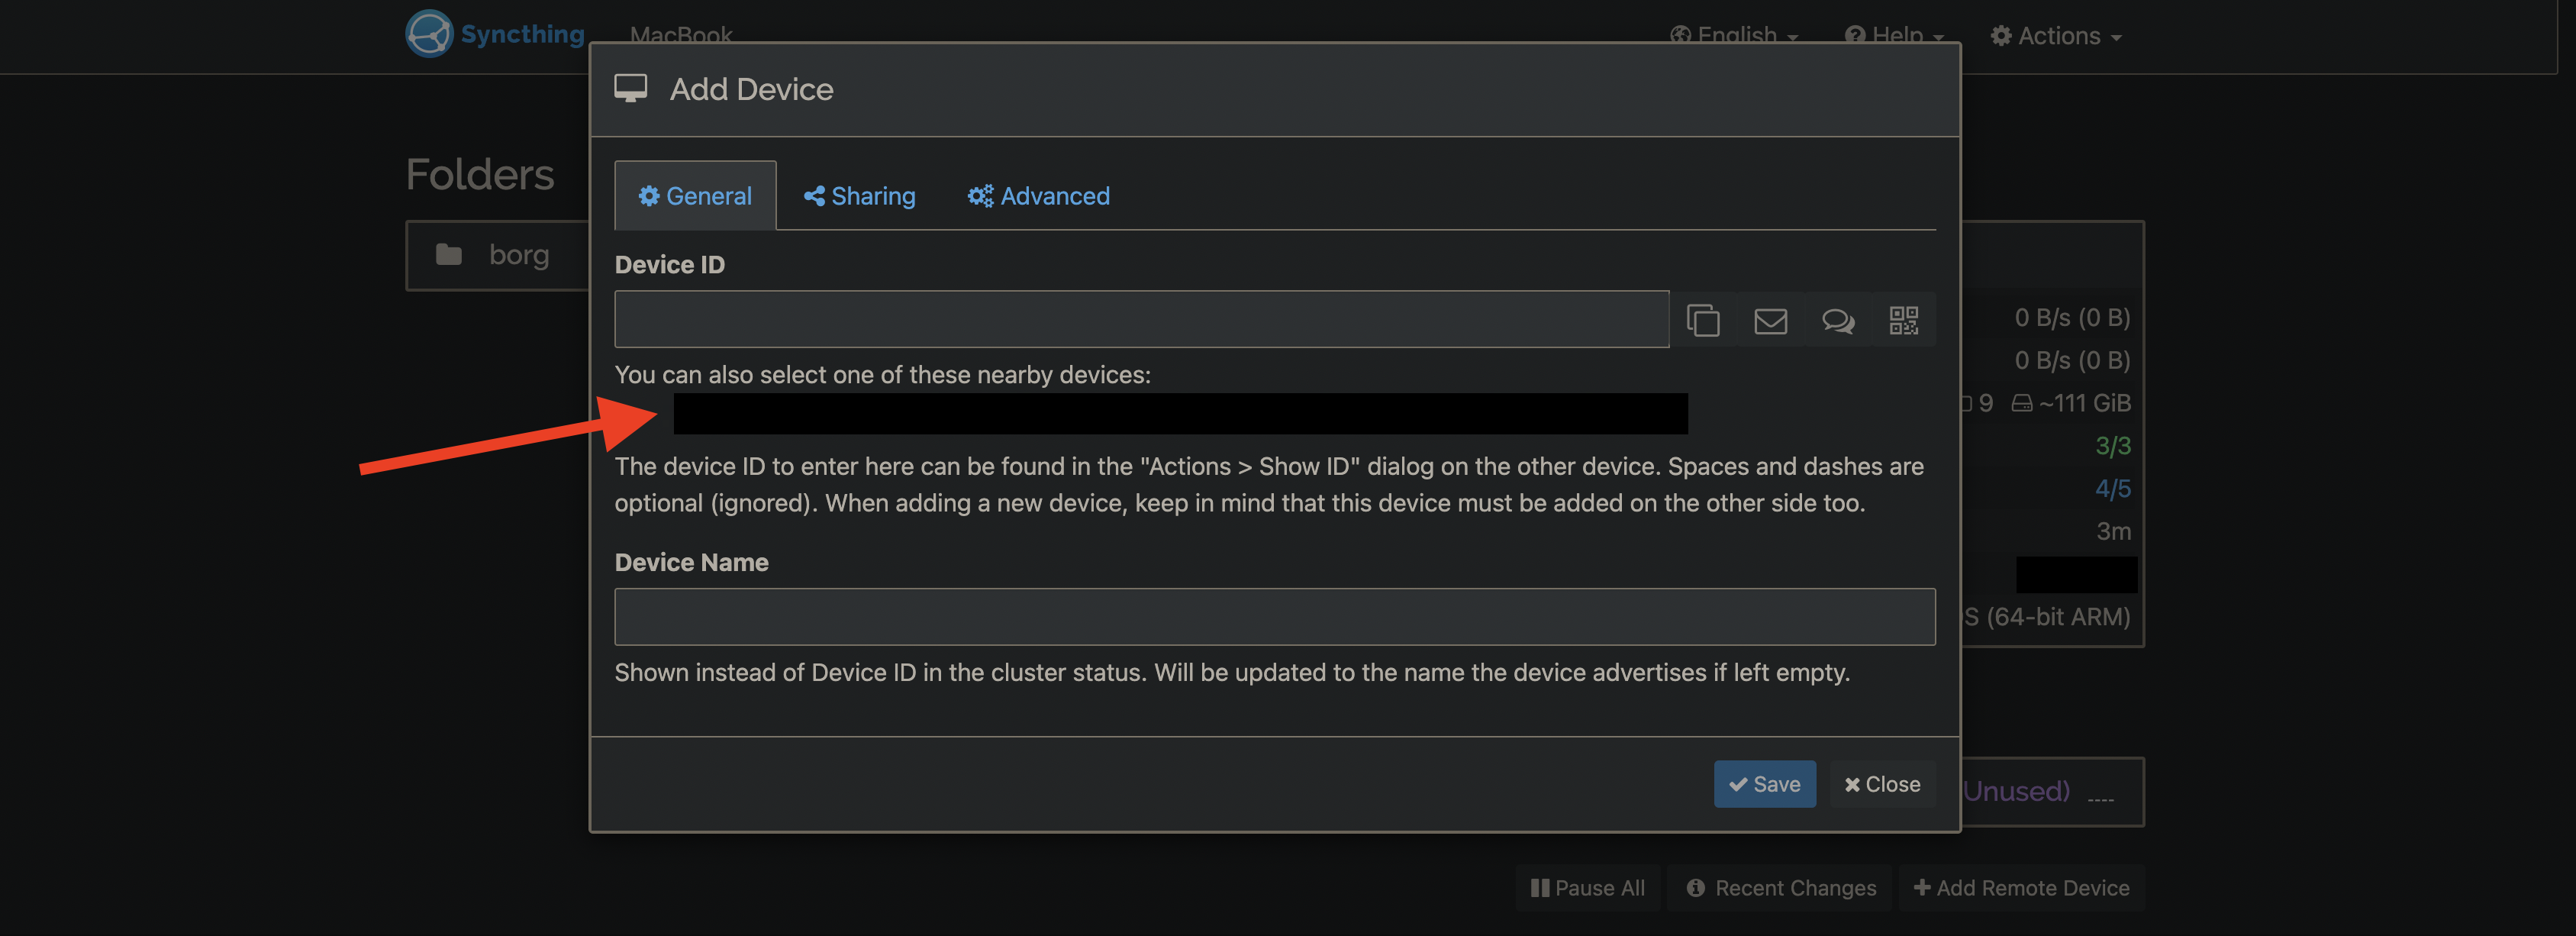 Syncthing MacBook English Help Actions
Add Device
Folders
General Sharing Advanced
borg
Device ID
0 B/s (0 B)
You can also select one of these nearby devices:
0 B/s (0 B)
9 ~111 GiB
3/3
The device ID to enter here can be found in the "Actions > Show ID" dialog on the other device. Spaces and dashes are
4/5
optional (ignored). When adding a new device, keep in mind that this device must be added on the other side too.
3m
Device Name
S (64-bit ARM)
Shown instead of Device ID in the cluster status. Will be updated to the name the device advertises if left empty.
Save Close
Unused)
Pause All Recent Changes Add Remote Device